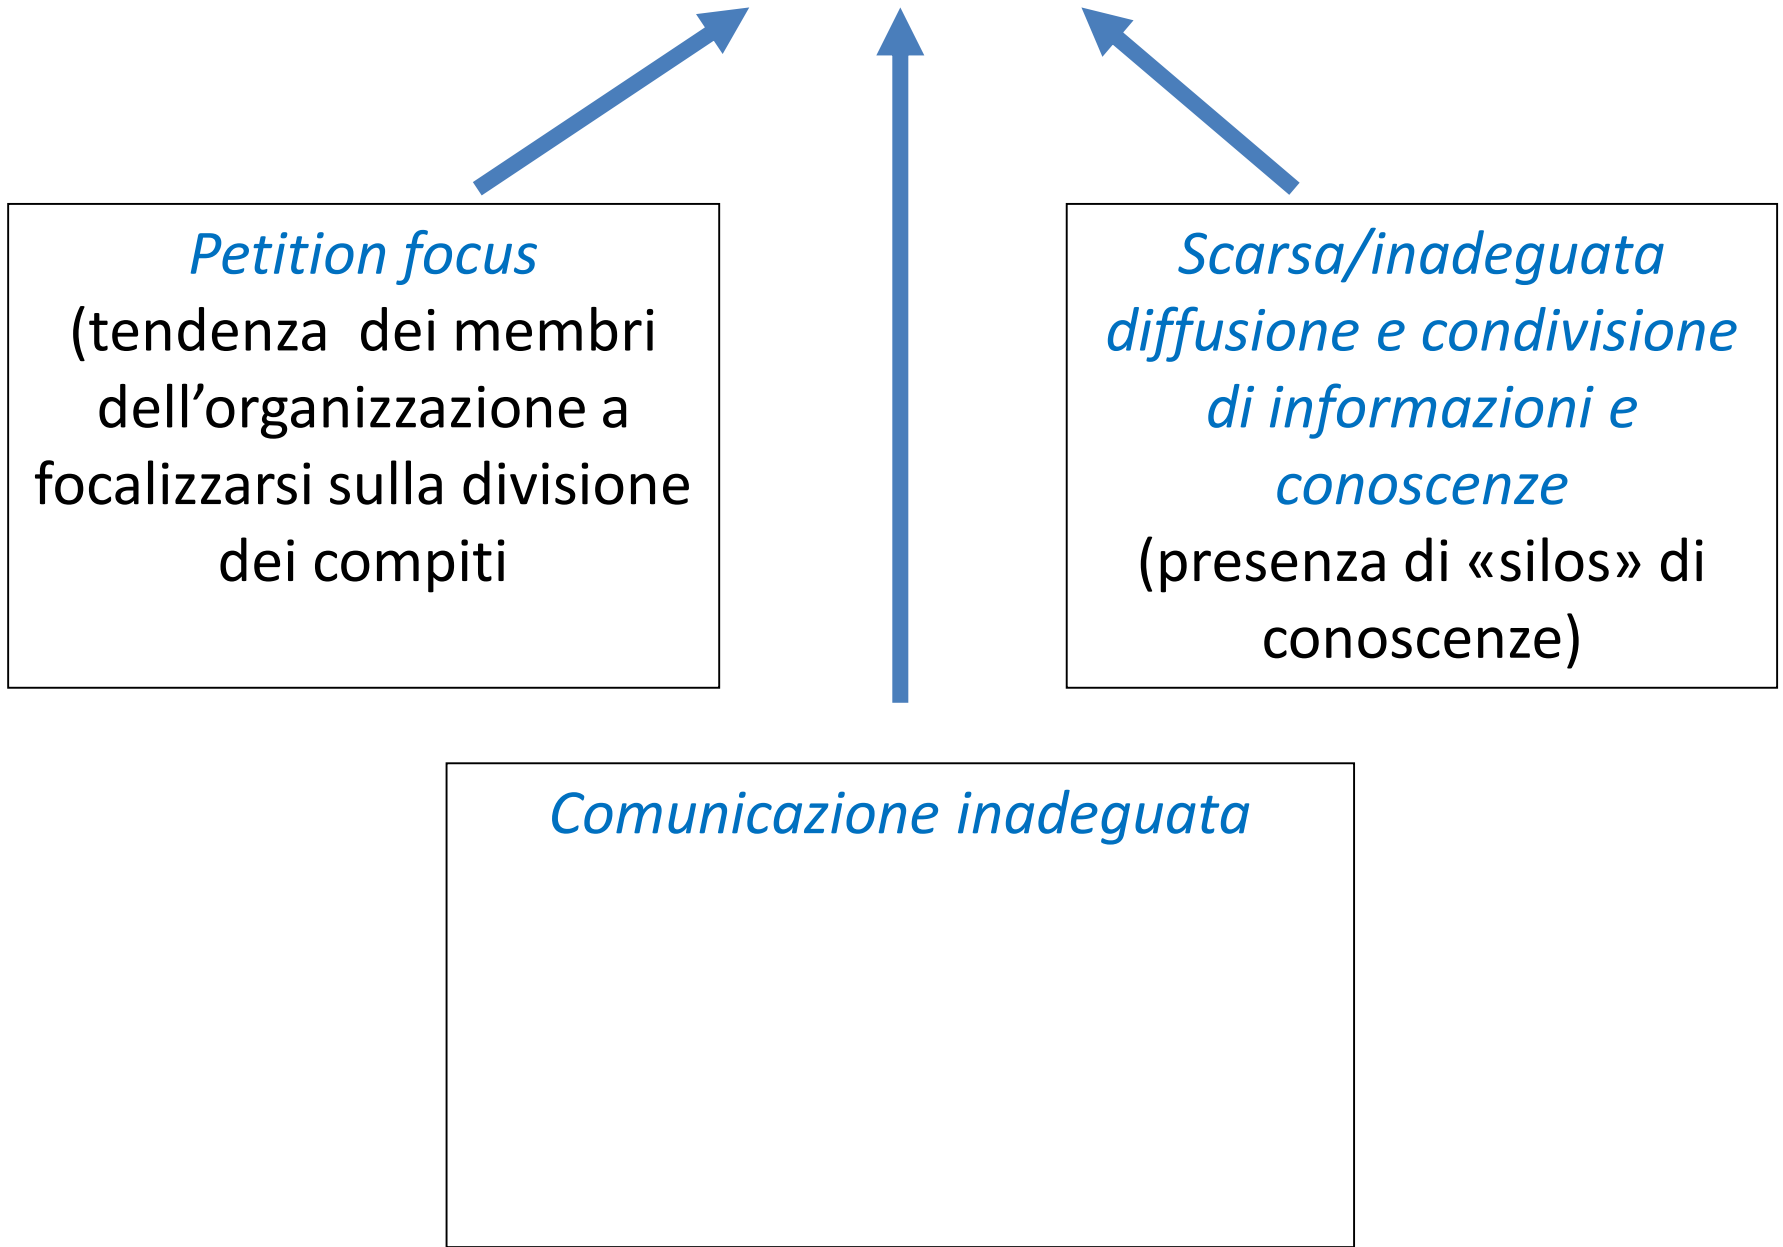 Petition focus
(tendenza  dei membri
dell’organizzazione a
focalizzarsi sulla divisione
dei compiti
Scarsa/inadeguata
diffusione e condivisione
di informazioni e
conoscenze
(presenza di «silos» di
conoscenze)
Comunicazione inadeguata